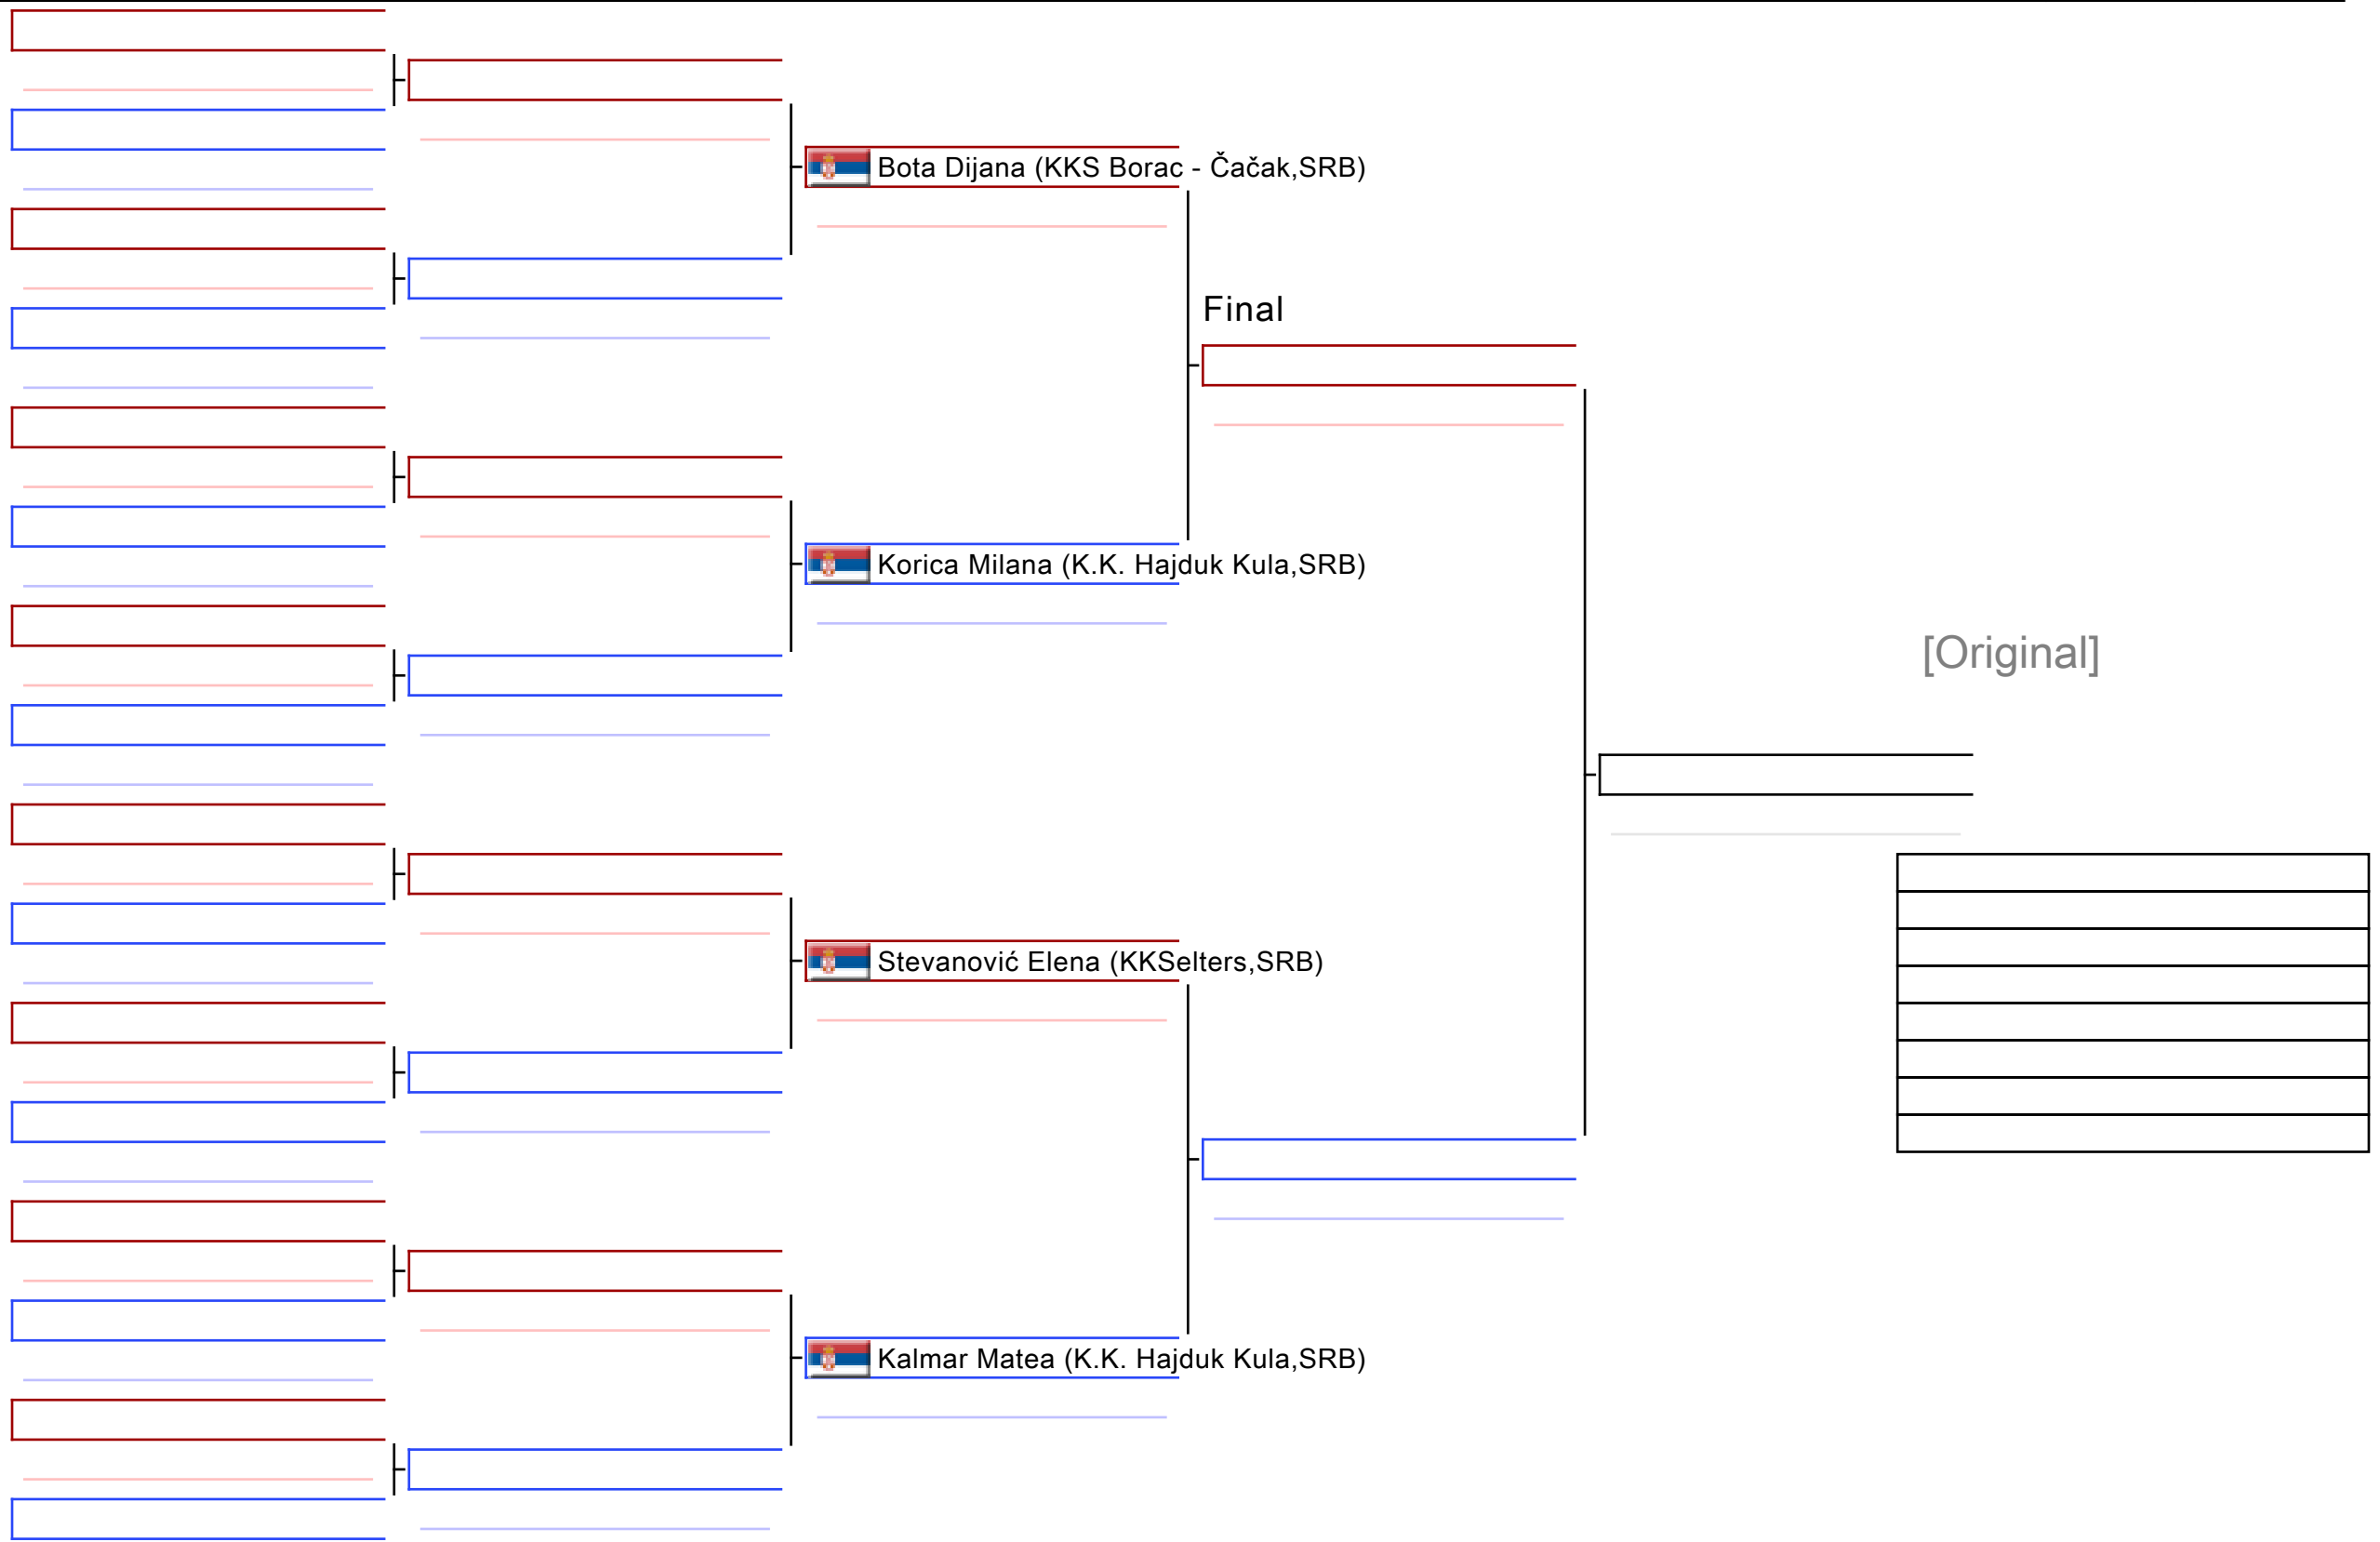 Bota Dijana (KKS Borac - Čačak,SRB)
Final
Korica Milana (K.K. Hajduk Kula,SRB)
[Original]
Stevanović Elena (KKSelters,SRB)
Kalmar Matea (K.K. Hajduk Kula,SRB)